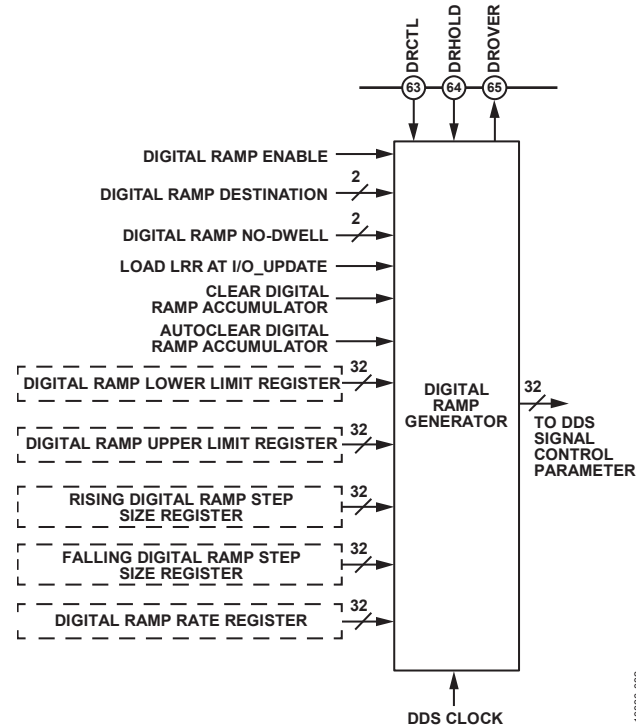 DRCTL
DRHOLD
DROVER
63
64
65
DIGITAL RAMP ENABLE
2
DIGITAL RAMP DESTINATION
2
DIGITAL RAMP NO-DWELL
LOAD LRR AT I/O_UPDATE
CLEAR DIGITAL
RAMP ACCUMULATOR
AUTOCLEAR DIGITAL
RAMP ACCUMULATOR
32
DIGITAL RAMP LOWER LIMIT REGISTER
32
DIGITAL RAMP UPPER LIMIT REGISTER
32
RISING DIGITAL RAMP STEP
SIZE REGISTER
32
FALLING DIGITAL RAMP STEP
SIZE REGISTER
32
DIGITAL RAMP RATE REGISTER
DIGITAL
RAMP
GENERATOR
32
TO DDS
SIGNAL
CONTROL
PARAMETER
DDS CLOCK